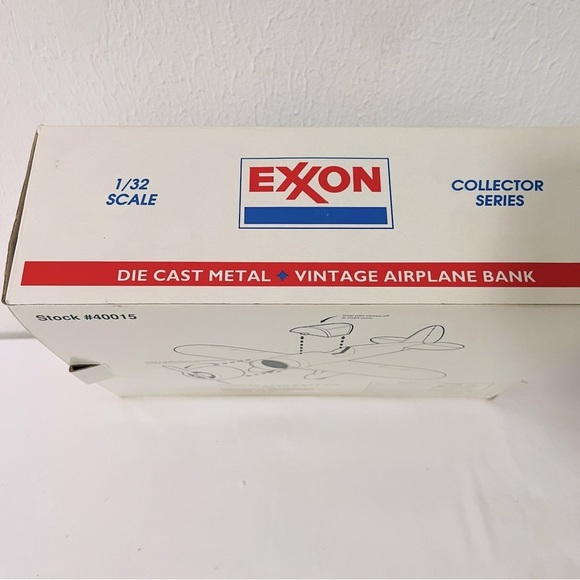 1/32
SCALE
EXXON
COLLECTOR
SERIES
DIE CAST METAL ✦ VINTAGE AIRPLANE BANK
Stock #40015